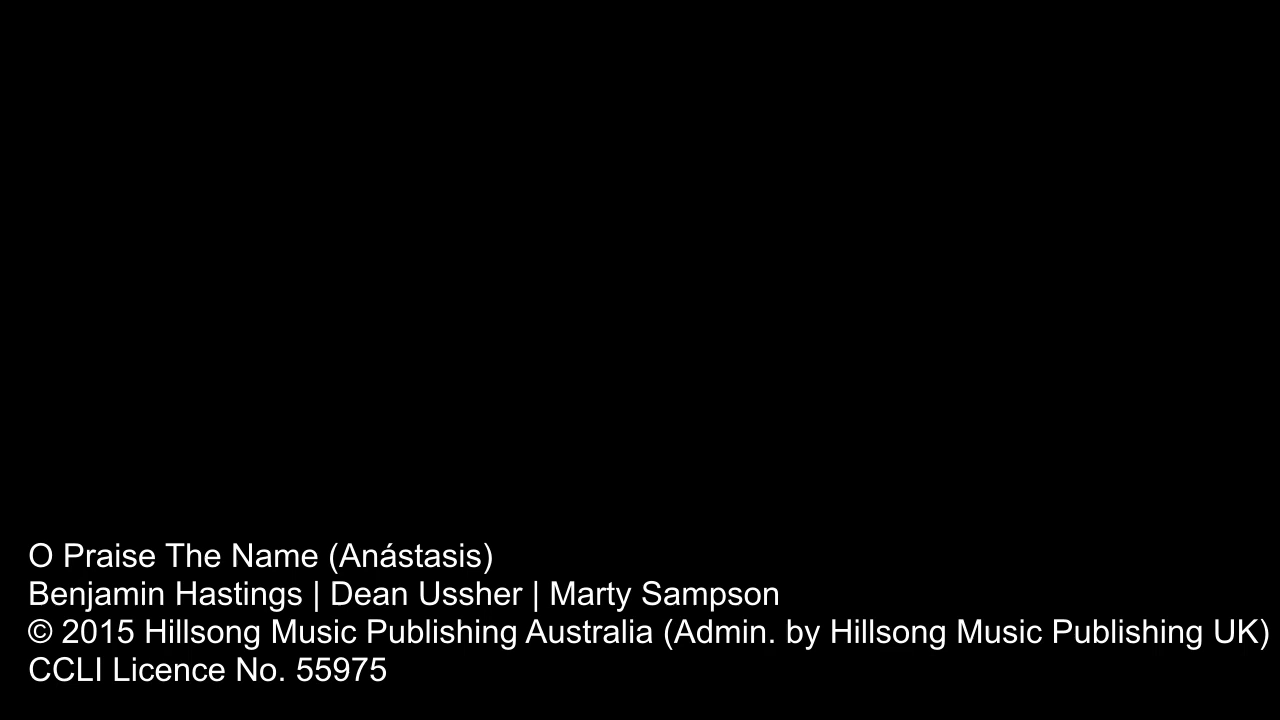 O Praise The Name (Anástasis)
Benjamin Hastings | Dean Ussher | Marty Sampson
© 2015 Hillsong Music Publishing Australia (Admin. by Hillsong Music Publishing UK)
CCLI Licence No. 55975